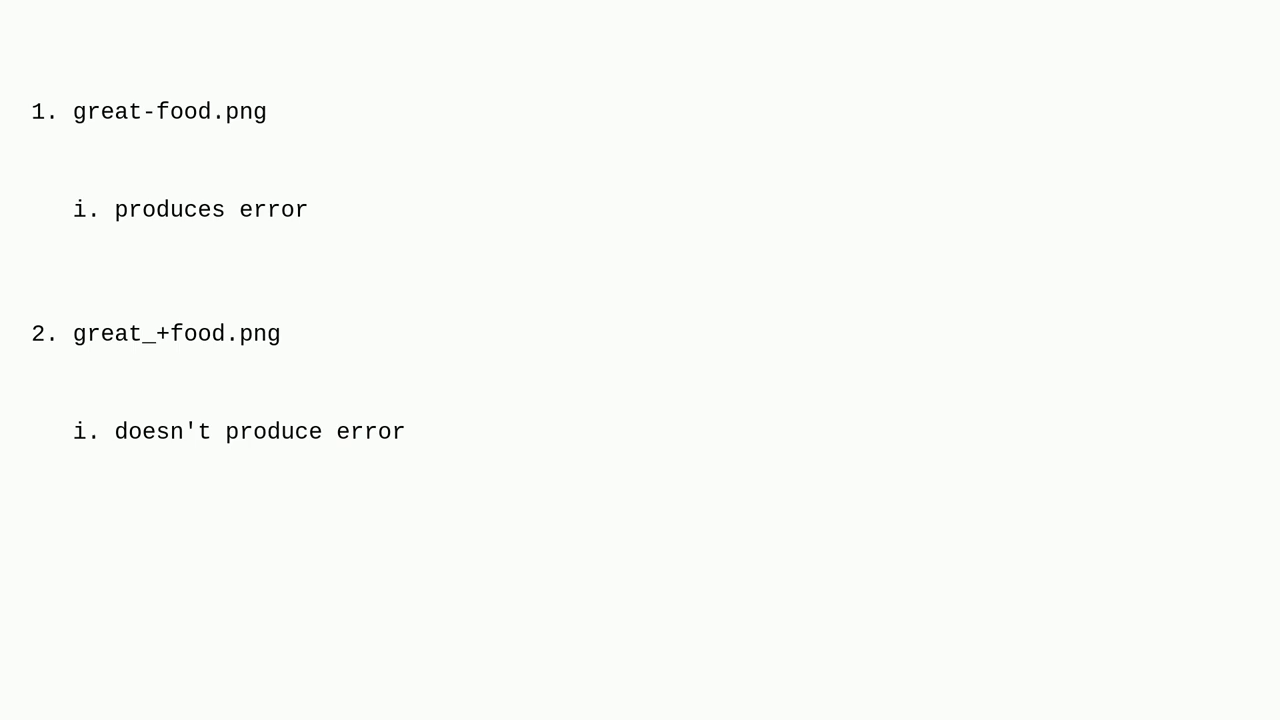 1. great-food.png
i. produces error
2. great_+food.png
i. doesn't produce error